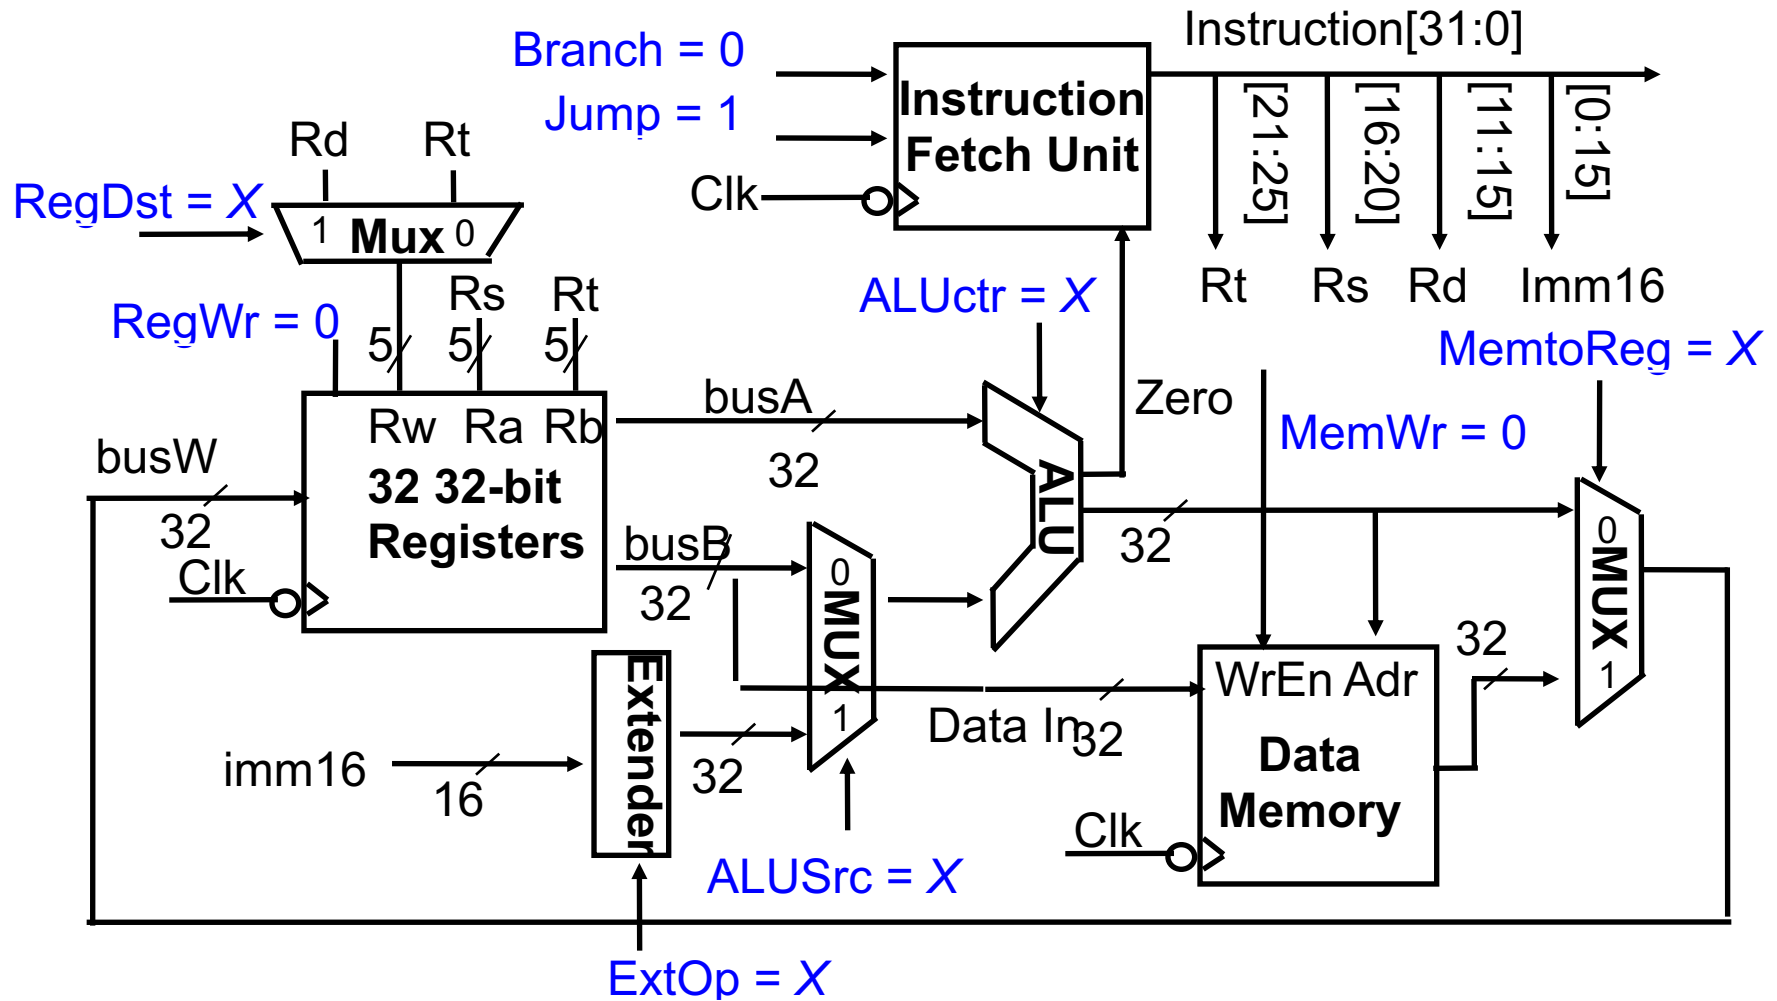 Instruction[31:0]
Branch = 0
Jump = 1
Clk
Instruction
Fetch Unit
[21:25]
[16:20]
[11:15]
[0:15]
Rt
Rs
Rd
Imm16
Rd
Rt
RegDst = X
1 Mux 0
RegWr = 0
Rs
Rt
5
5
5
ALUctr = X
Zero
MemtoReg = X
MemWr = 0
busW
32
Clk
Rw Ra Rb
32 32-bit
Registers
busA
32
busB
32
ALU
32
0
MUX
1
Extender
imm16
16
32
ALUSrc = X
ExtOp = X
Data In
32
WrEn Adr
Data
Memory
Clk
32
0
MUX
1